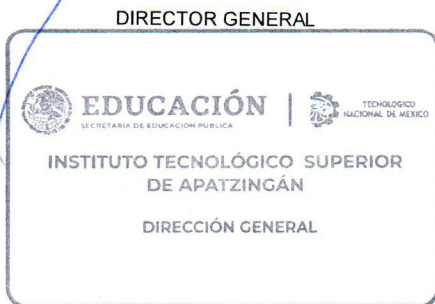 DIRECTOR GENERAL
EDUCACIÓN
SECRETARÍA DE EDUCACIÓN PÚBLICA
TECNOLÓGICO
NACIONAL DE MÉXICO
INSTITUTO TECNOLÓGICO SUPERIOR
DE APATZINGÁN
DIRECCIÓN GENERAL